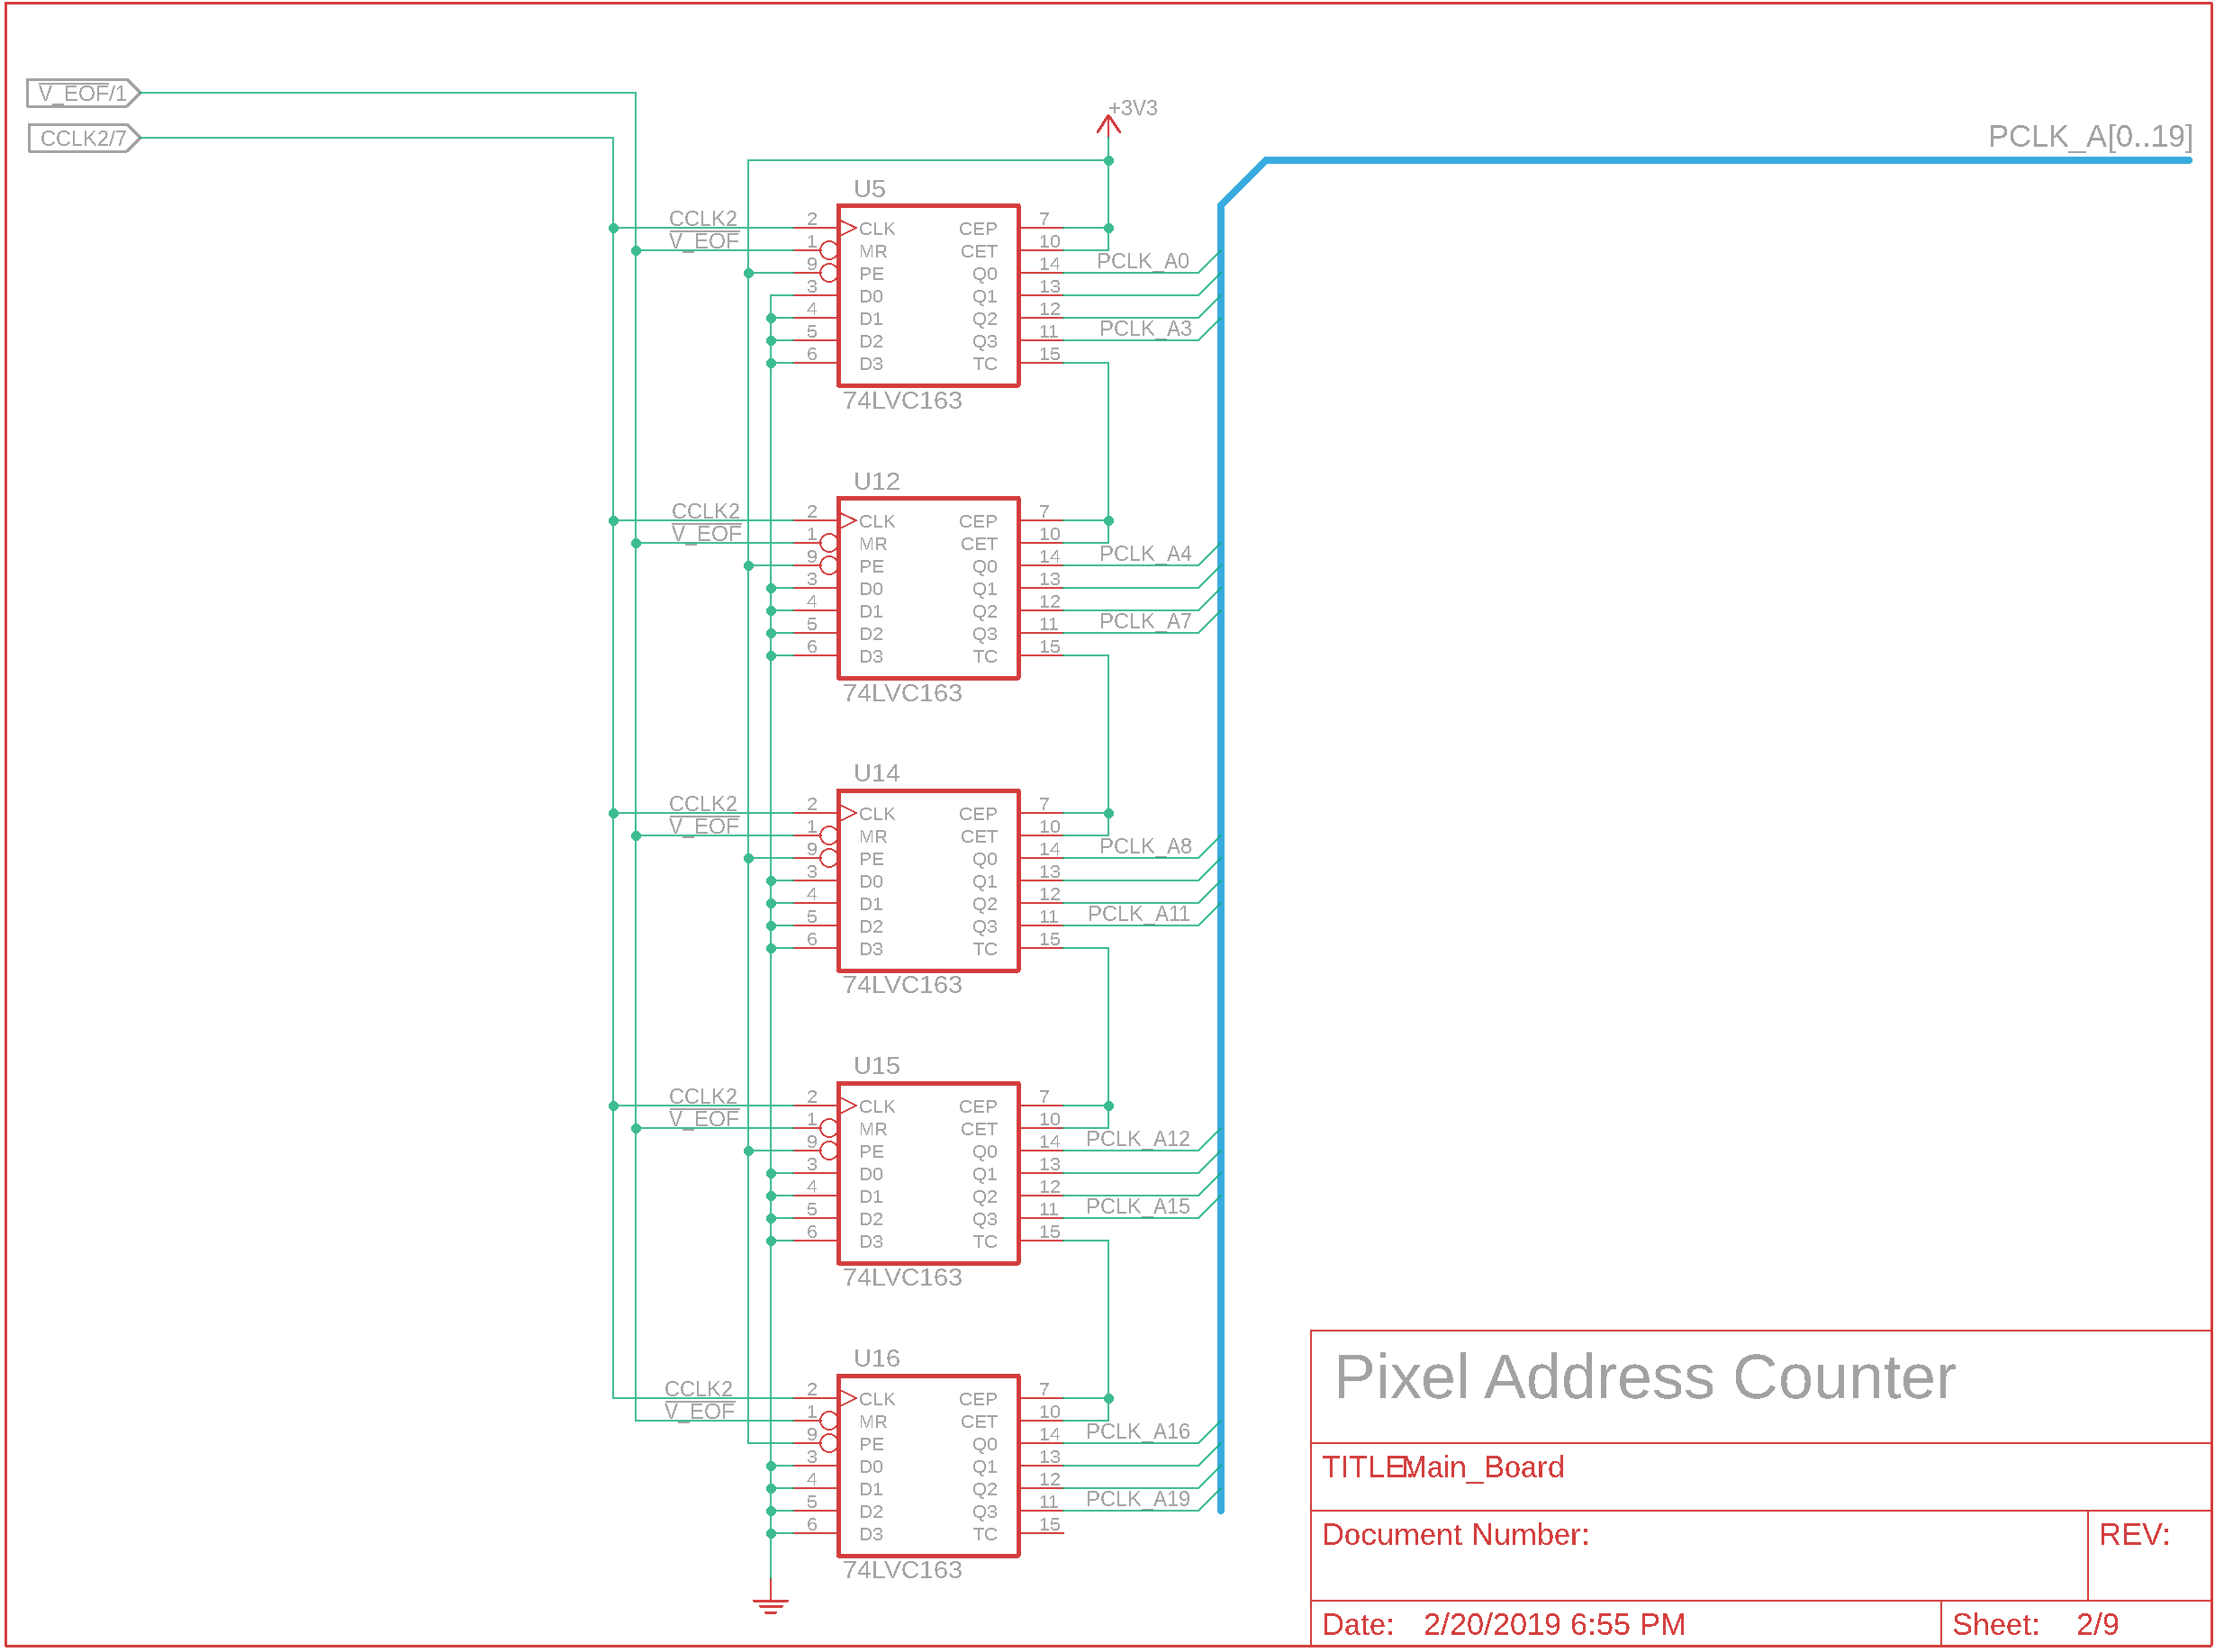 V_EOF/1
CCLK2/7
+3V3
PCLK_A[0..19]
U5
CCLK2 2 CLK CEP 7
V_EOF 1 MR CET 10
9 PE Q0 14 PCLK_A0
3 D0 Q1 13
4 D1 Q2 12
5 D2 Q3 11 PCLK_A3
6 D3 TC 15
74LVC163
U12
CCLK2 2 CLK CEP 7
V_EOF 1 MR CET 10
9 PE Q0 14 PCLK_A4
3 D0 Q1 13
4 D1 Q2 12
5 D2 Q3 11 PCLK_A7
6 D3 TC 15
74LVC163
U14
CCLK2 2 CLK CEP 7
V_EOF 1 MR CET 10
9 PE Q0 14 PCLK_A8
3 D0 Q1 13
4 D1 Q2 12
5 D2 Q3 11 PCLK_A11
6 D3 TC 15
74LVC163
U15
CCLK2 2 CLK CEP 7
V_EOF 1 MR CET 10
9 PE Q0 14 PCLK_A12
3 D0 Q1 13
4 D1 Q2 12
5 D2 Q3 11 PCLK_A15
6 D3 TC 15
74LVC163
U16
CCLK2 2 CLK CEP 7
V_EOF 1 MR CET 10
9 PE Q0 14 PCLK_A16
3 D0 Q1 13
4 D1 Q2 12
5 D2 Q3 11 PCLK_A19
6 D3 TC 15
74LVC163
Pixel Address Counter
TITLE: Main_Board
Document Number:
REV:
Date: 2/20/2019 6:55 PM
Sheet: 2/9